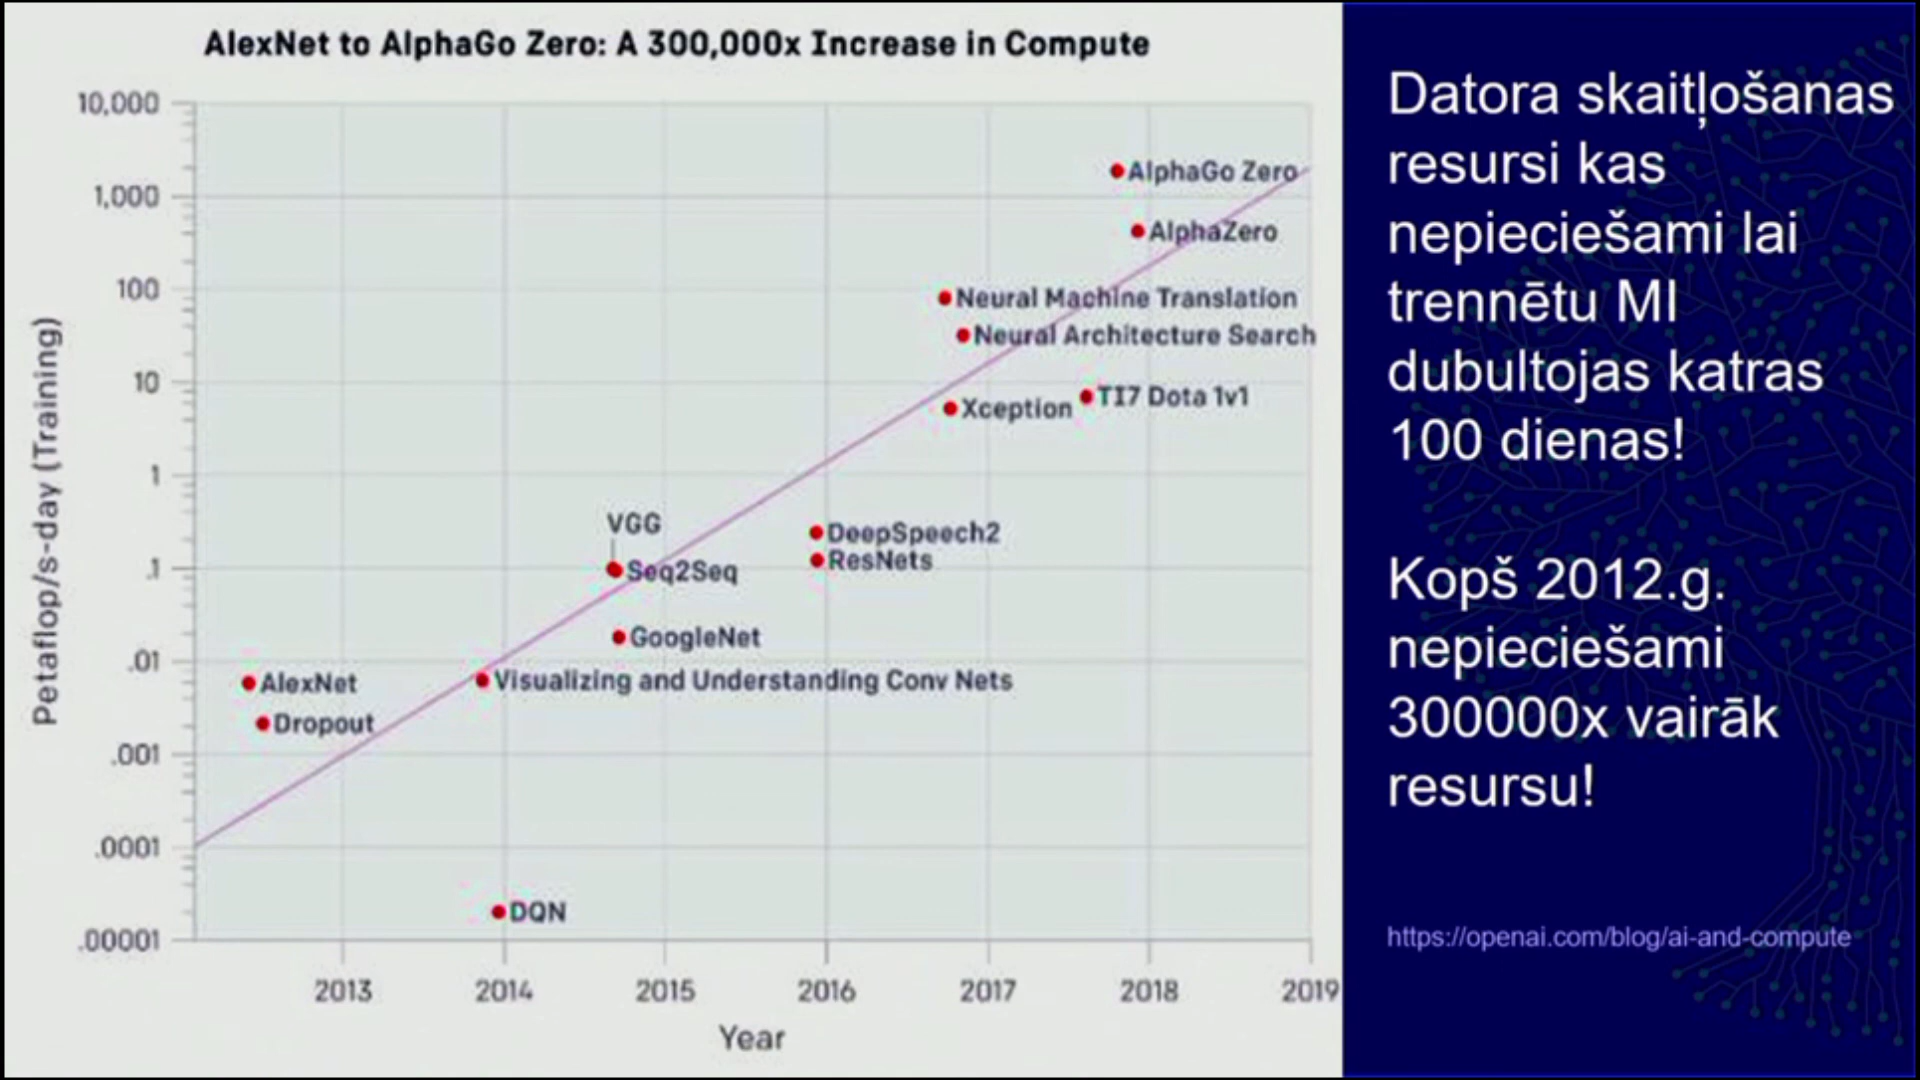 AlexNet to AlphaGo Zero: A 300,000x Increase in Compute
10,000
1,000
100
10
1
.1
.01
.001
.0001
.00001
Petaflop/s-day (Training)
AlphaGo Zero
AlphaZero
Neural Machine Translation
Neural Architecture Search
TI7 Dota 1v1
Xception
VGG
DeepSpeech2
ResNets
Seq2Seq
GoogleNet
AlexNet
Visualizing and Understanding Conv Nets
Dropout
DQN
2013
2014
2015
2016
2017
2018
2019
Year
Datora skaitļošanas
resursi kas
nepieciešami lai
trennētu MI
dubultojas katras
100 dienas!
Kopš 2012.g.
nepieciešami
300000x vairāk
resursu!
https://openai.com/blog/ai-and-compute